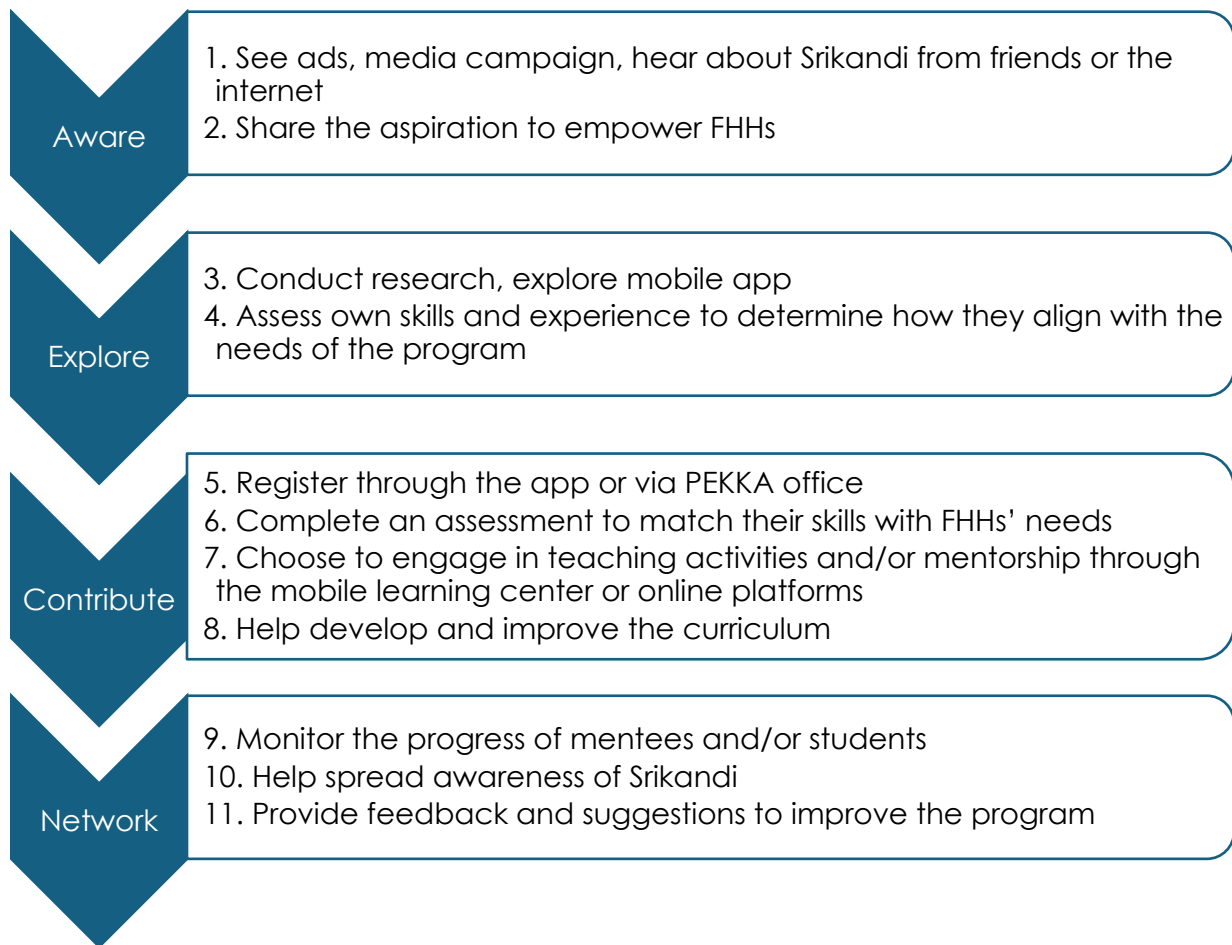 Aware
1. See ads, media campaign, hear about Srikandi from friends or the
internet
2. Share the aspiration to empower FHHs
Explore
3. Conduct research, explore mobile app
4. Assess own skills and experience to determine how they align with the
needs of the program
Contribute
5. Register through the app or via PEKKA office
6. Complete an assessment to match their skills with FHHs’ needs
7. Choose to engage in teaching activities and/or mentorship through
the mobile learning center or online platforms
8. Help develop and improve the curriculum
Network
9. Monitor the progress of mentees and/or students
10. Help spread awareness of Srikandi
11. Provide feedback and suggestions to improve the program